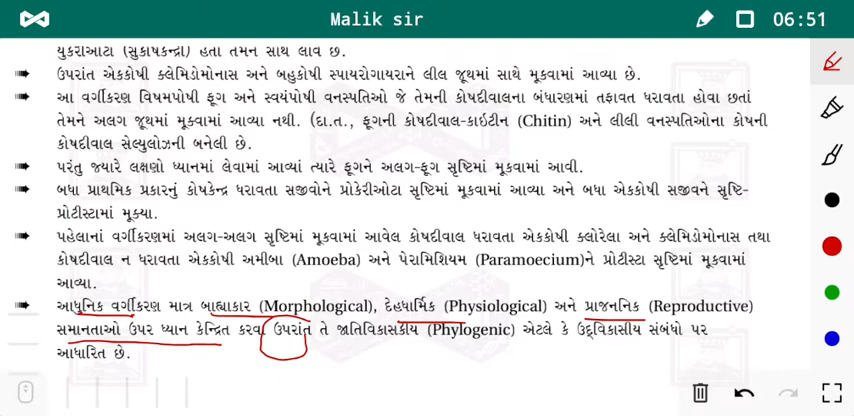 Malik sir
06:51
યુકેરીઓટા (સુકોષકેન્દ્રી) હતા તેમને સાથે લાવે છે.
ઉપરાંત એકકોષી ક્લેમિડોમોનાસ અને બહુકોષી સ્પાયરોગાયરાને લીલ જૂથમાં સાથે મૂકવામાં આવ્યા છે.
આ વર્ગીકરણ વિષમપોષી ફૂગ અને સ્વયંપોષી વનસ્પતિઓ જે તેમની કોષદીવાલના બંધારણમાં તફાવત ધરાવતા હોવા છતાં
તેમને અલગ જૂથમાં મૂકવામાં આવ્યા નથી. (દા.ત., ફૂગની કોષદીવાલ-કાઇટીન (Chitin) અને લીલી વનસ્પતિઓના કોષની
કોષદીવાલ સેલ્યુલોઝની બનેલી છે.
પરંતુ જ્યારે લક્ષણો ધ્યાનમાં લેવામાં આવ્યાં ત્યારે ફૂગને અલગ-ફૂગ સૃષ્ટિમાં મૂકવામાં આવી.
બધા પ્રાથમિક પ્રકારનું કોષકેન્દ્ર ધરાવતા સજીવોને પ્રોકેરીઓટા સૃષ્ટિમાં મૂકવામાં આવ્યા અને બધા એકકોષી સજીવને સૃષ્ટિ-
પ્રોટીસ્ટામાં મૂક્યા.
પહેલાનાં વર્ગીકરણમાં અલગ-અલગ સૃષ્ટિમાં મૂકવામાં આવેલ કોષદીવાલ ધરાવતા એકકોષી ક્લોરેલા અને ક્લેમિડોમોનાસ તથા
કોષદીવાલ ન ધરાવતા એકકોષી અમીબા (Amoeba) અને પેરામિશિયમ (Paramoecium)ને પ્રોટીસ્ટા સૃષ્ટિમાં મૂકવામાં
આવ્યા.
આધુનિક વર્ગીકરણ માત્ર બાહ્યાકાર (Morphological), દેહધાર્મિક (Physiological) અને પ્રાજનનિક (Reproductive)
સમાનતાઓ ઉપર ધ્યાન કેન્દ્રિત કરવા ઉપરાંત તે જાતિવિકાસકીય (Phylogenic) એટલે કે ઉદ્‌વિકાસીય સંબંધો પર
આધારિત છે.